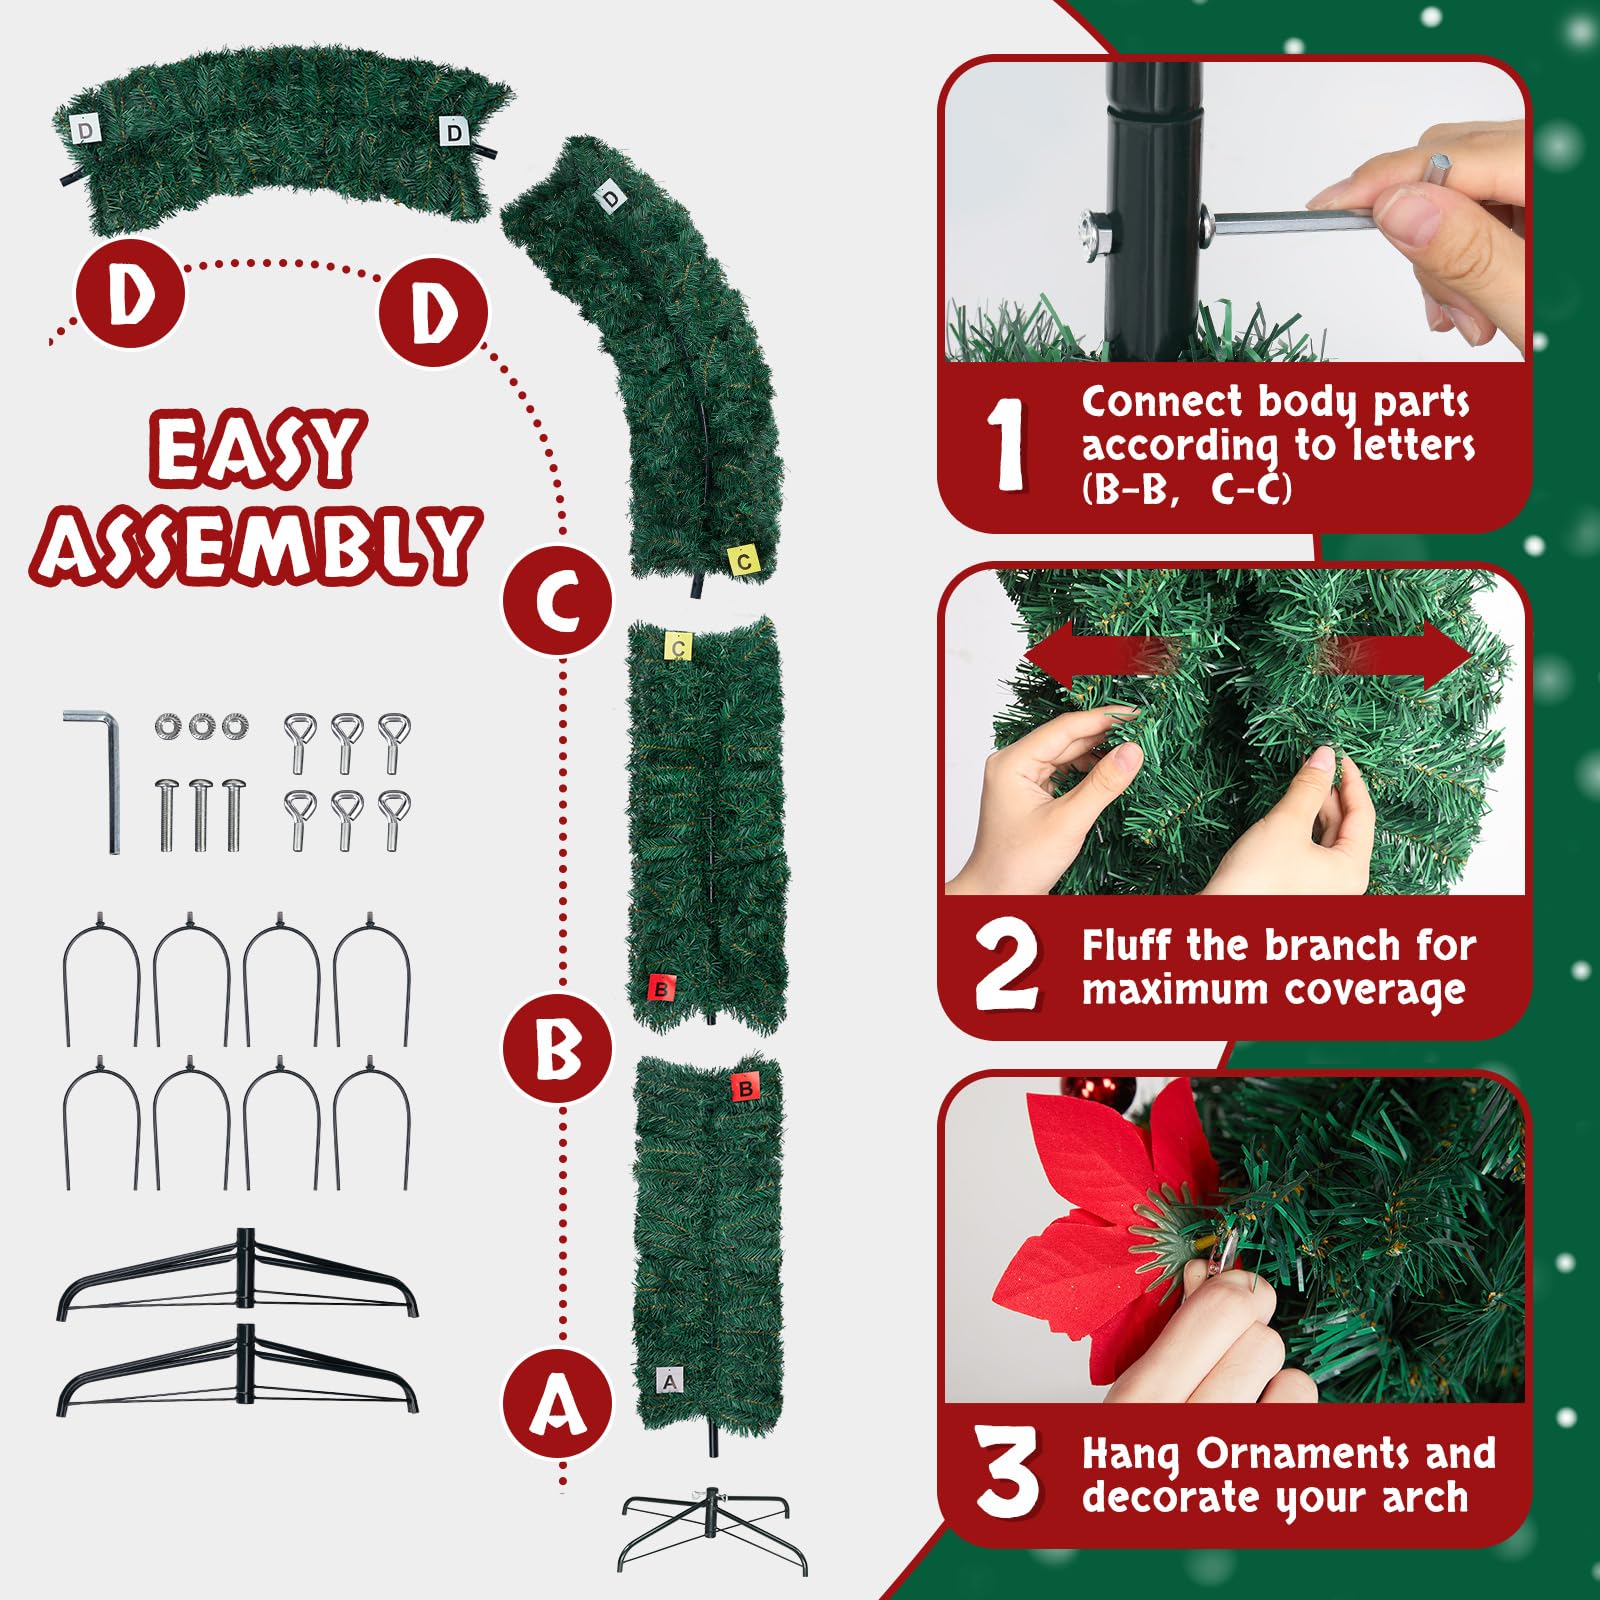 D
D
D
D
D
EASY
ASSEMBLY
C
C
C
B
B
B
A
A
1
Connect body parts
according to letters
(B-B, C-C)
2
Fluff the branch for
maximum coverage
3
Hang Ornaments and
decorate your arch